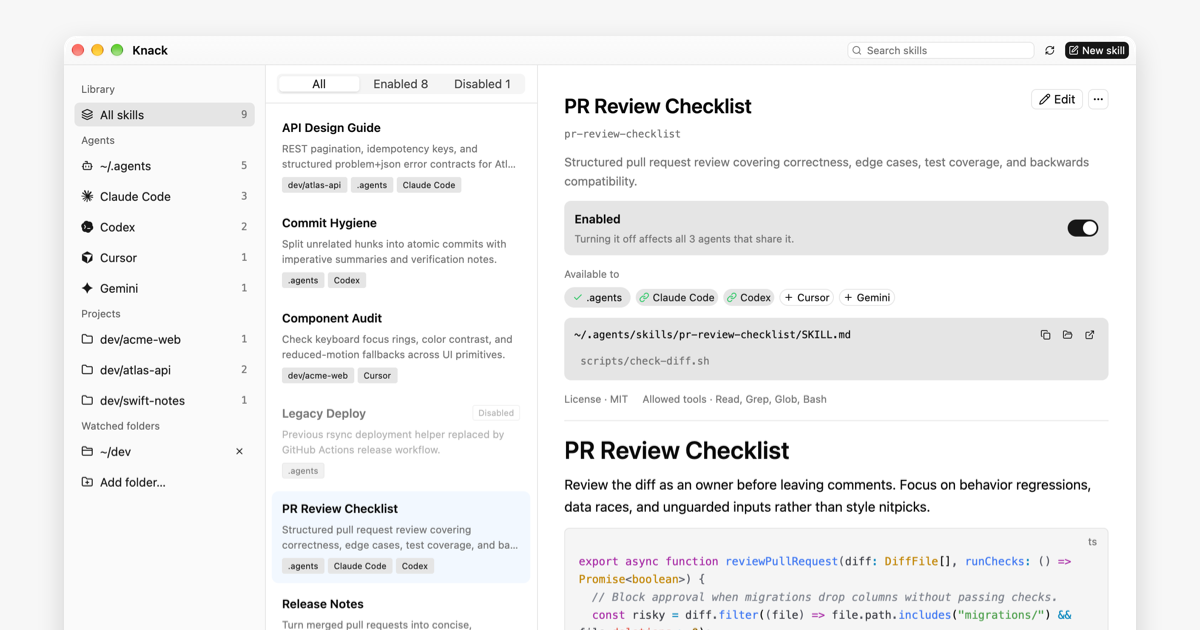 Knack
Search skills
New skill
Library
All skills 9
Agents
~/.agents 5
Claude Code 3
Codex 2
Cursor 1
Gemini 1
Projects
dev/acme-web 1
dev/atlas-api 2
dev/swift-notes 1
Watched folders
~/dev ×
Add folder...
All Enabled 8 Disabled 1
API Design Guide
REST pagination, idempotency keys, and
structured problem+json error contracts for Atl...
dev/atlas-api .agents Claude Code
Commit Hygiene
Split unrelated hunks into atomic commits with
imperative summaries and verification notes.
.agents Codex
Component Audit
Check keyboard focus rings, color contrast, and
reduced-motion fallbacks across UI primitives.
dev/acme-web Cursor
Legacy Deploy Disabled
Previous rsync deployment helper replaced by
GitHub Actions release workflow.
.agents
PR Review Checklist
Structured pull request review covering
correctness, edge cases, test coverage, and ba...
.agents Claude Code Codex
Release Notes
Turn merged pull requests into concise,
PR Review Checklist
Edit ...
pr-review-checklist
Structured pull request review covering correctness, edge cases, test coverage, and backwards
compatibility.
Enabled
Turning it off affects all 3 agents that share it.
Available to
.agents Claude Code Codex + Cursor + Gemini
~/.agents/skills/pr-review-checklist/SKILL.md
scripts/check-diff.sh
License · MIT Allowed tools · Read, Grep, Glob, Bash
PR Review Checklist
Review the diff as an owner before leaving comments. Focus on behavior regressions,
data races, and unguarded inputs rather than style nitpicks.
ts
export async function reviewPullRequest(diff: DiffFile[], runChecks: () =>
Promise<boolean>) {
// Block approval when migrations drop columns without passing checks.
const risky = diff.filter((file) => file.path.includes("migrations/") &&